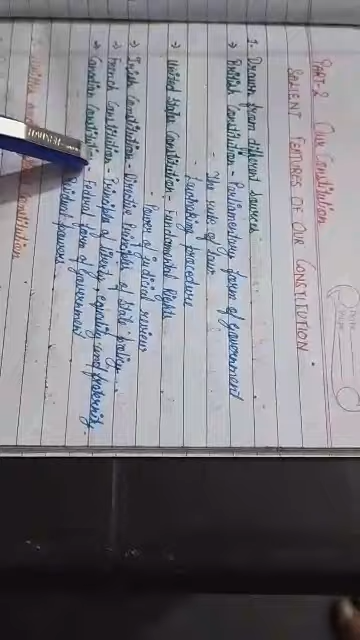 PART-2 Our Constitution
SALIENT FEATURES OF OUR CONSTITUTION
1. Drawn from different sources
→ British Constitution - Parliamentary form of government
- The rule of law
- Lawmaking procedure
→ United States Constitution - Fundamental Rights
- Power of judicial review
→ Irish Constitution - Directive Principles of State policy
→ French Constitution - Principles of liberty, equality and fraternity.
→ Canadian Constitution - Federal form of government
powers
constitution